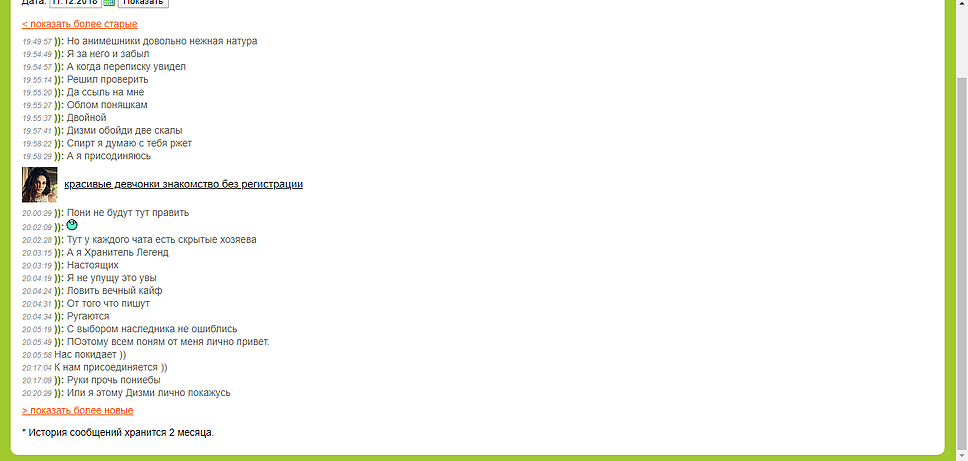 Дата: 11.12.2018 Показать
< показать более старые
19:49:57 )): Но анимешники довольно нежная натура
19:54:49 )): Я за него и забыл
19:54:57 )): А когда переписку увидел
19:55:14 )): Решил проверить
19:55:20 )): Да ссыль на мне
19:55:27 )): Облом поняшкам
19:55:37 )): Двойной
19:57:41 )): Дизми обойди две скалы
19:58:22 )): Спирт я думаю с тебя ржет
19:58:29 )): А я присодиняюсь
красивые девчонки знакомство без регистрации
20:00:29 )): Пони не будут тут править
20:02:09 )):
20:02:28 )): Тут у каждого чата есть скрытые хозяева
20:03:15 )): А я Хранитель Легенд
20:03:19 )): Настоящих
20:04:19 )): Я не упущу это увы
20:04:24 )): Ловить вечный кайф
20:04:31 )): От того что пишут
20:04:34 )): Ругаются
20:05:19 )): С выбором наследника не ошиблись
20:05:49 )): ПОэтому всем поням от меня лично привет.
20:05:58 Нас покидает ))
20:17:04 К нам присоединяется ))
20:17:09 )): Руки прочь пониебы
20:20:29 )): Или я этому Дизми лично покажусь
> показать более новые
* История сообщений хранится 2 месяца.